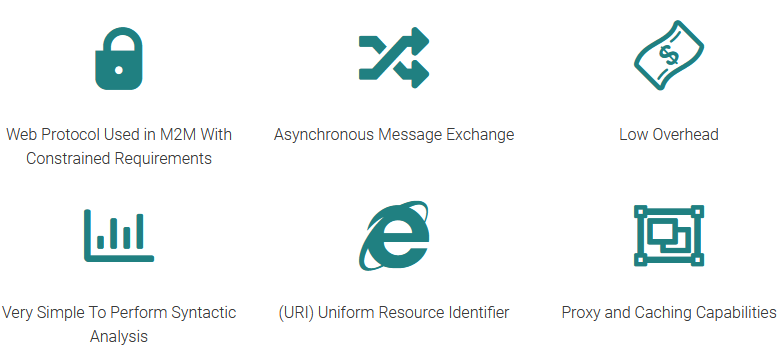 Web Protocol Used in M2M With
Constrained Requirements
Asynchronous Message Exchange
Low Overhead
Very Simple To Perform Syntactic
Analysis
(URI) Uniform Resource Identifier
Proxy and Caching Capabilities